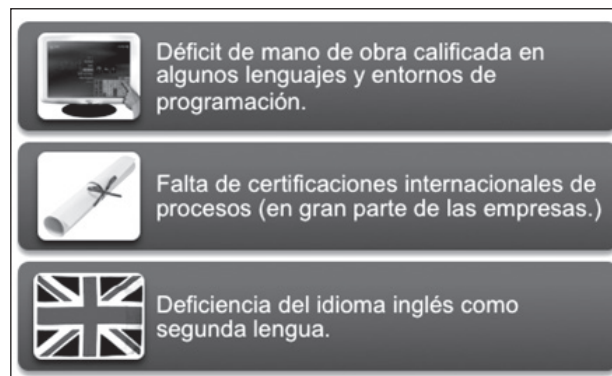 Déficit de mano de obra calificada en
algunos lenguajes y entornos de
programación.
Falta de certificaciones internacionales de
procesos (en gran parte de las empresas.)
Deficiencia del idioma inglés como
segunda lengua.